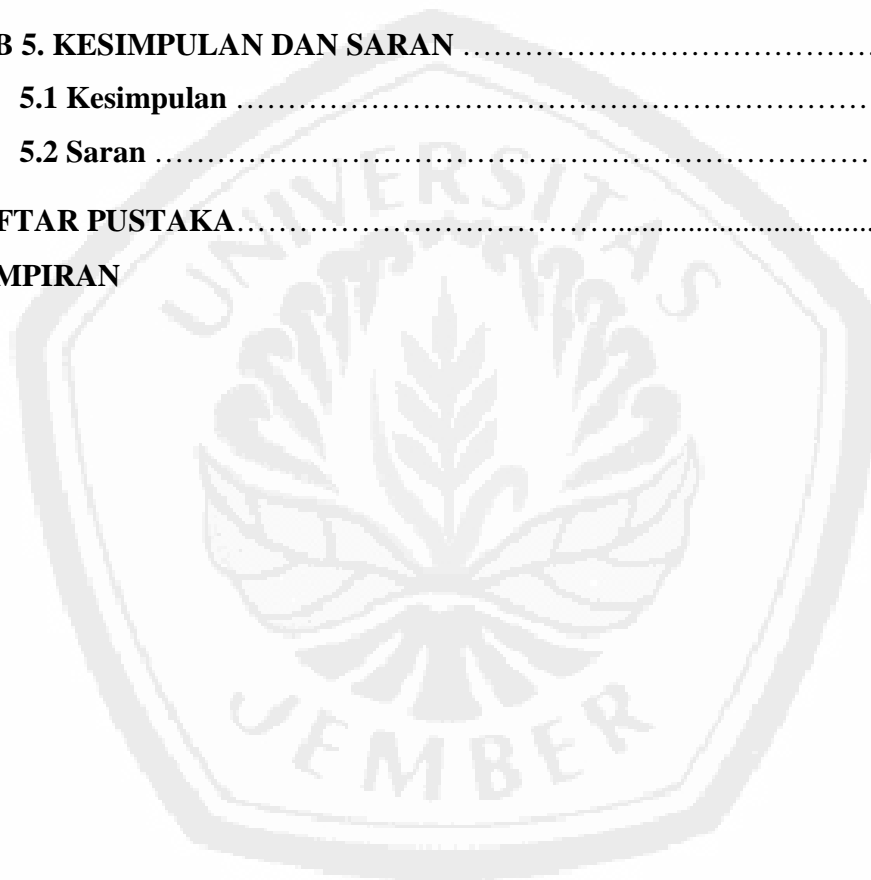 B 5. KESIMPULAN DAN SARAN ........................................
5.1 Kesimpulan ................................................................
5.2 Saran ........................................................................
FTAR PUSTAKA....................................................................
MPIRAN
UNIVERSITAS
JEMBER